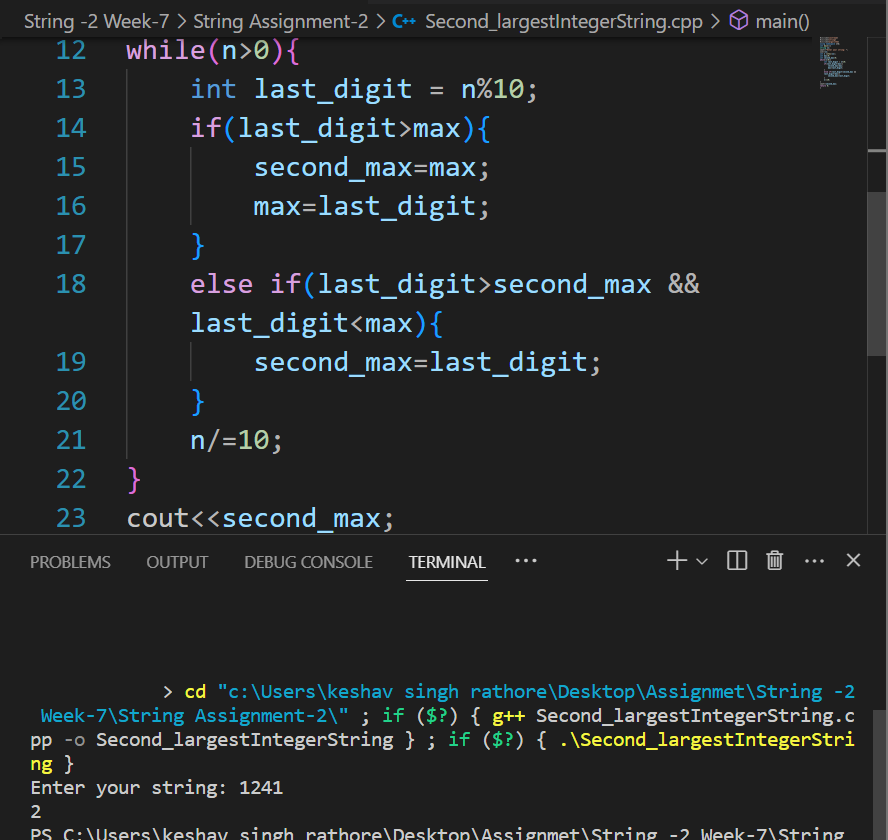 String -2 Week-7 > String Assignment-2 > C++ Second_largestIntegerString.cpp > main()
12 while(n>0){
13 int last_digit = n%10;
14 if(last_digit>max){
15 second_max=max;
16 max=last_digit;
17 }
18 else if(last_digit>second_max &&
last_digit<max){
19 second_max=last_digit;
20 }
21 n/=10;
22 }
23 cout<<second_max;
PROBLEMS OUTPUT DEBUG CONSOLE TERMINAL ...
> cd "c:\Users\keshav singh rathore\Desktop\Assignmet\String -2
Week-7\String Assignment-2\" ; if ($?) { g++ Second_largestIntegerString.c
pp -o Second_largestIntegerString } ; if ($?) { .\Second_largestIntegerStri
ng }
Enter your string: 1241
2
PS C:\Users\keshav singh rathore\Desktop\Assignmet\String -2 Week-7\String